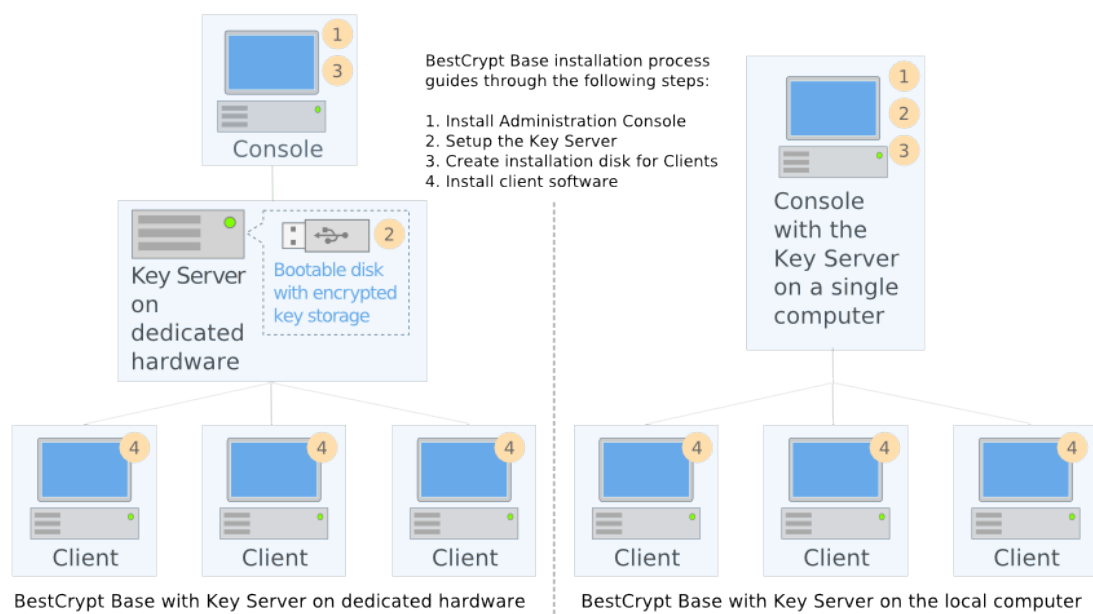 1
3
Console
BestCrypt Base installation process
guides through the following steps:
1. Install Administration Console
2. Setup the Key Server
3. Create installation disk for Clients
4. Install client software
2
Key Server
on
dedicated
hardware
Bootable disk
with encrypted
key storage
4
Client
4
Client
4
Client
BestCrypt Base with Key Server on dedicated hardware
1
2
3
Console
with the
Key Server
on a single
computer
4
Client
4
Client
4
Client
BestCrypt Base with Key Server on the local computer